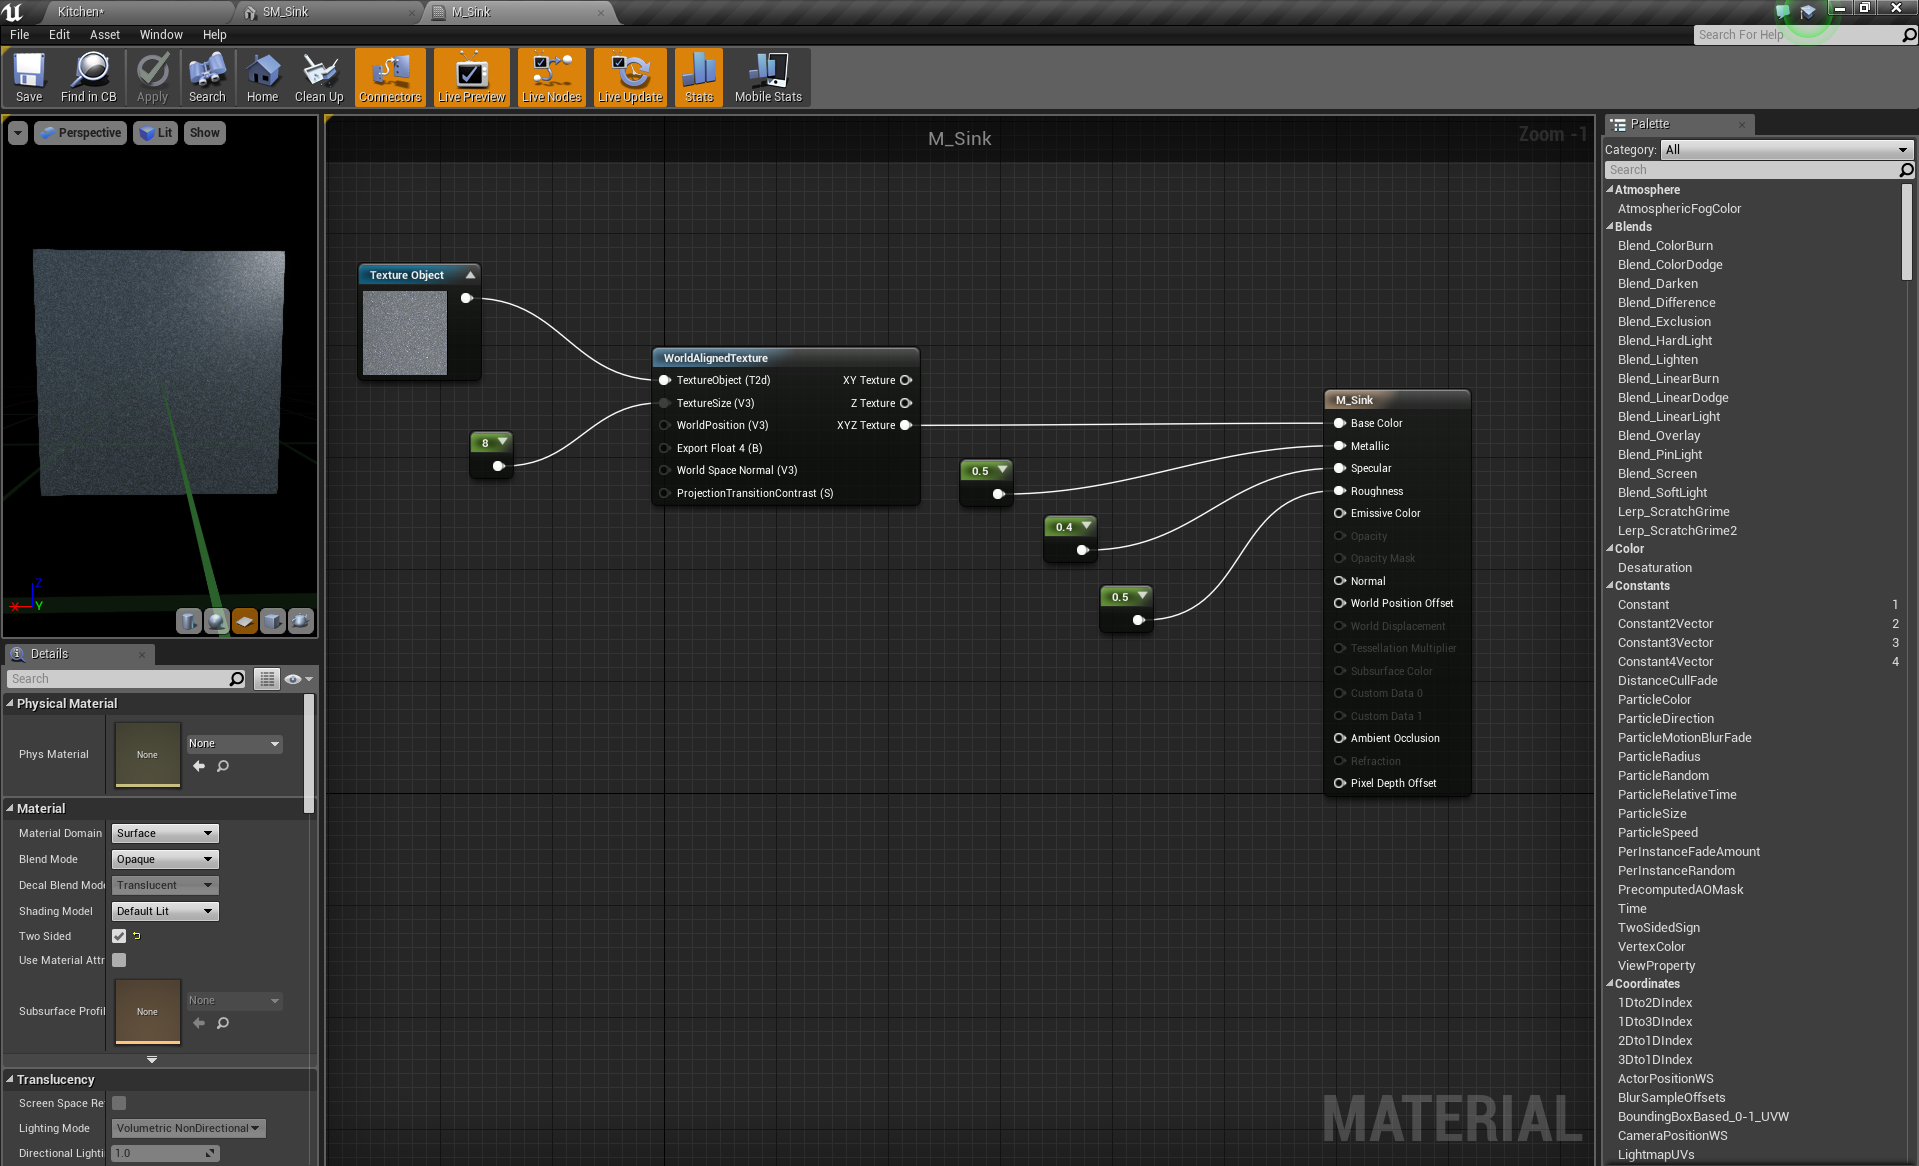 Kitchen*
SM_Sink
M_Sink
File
Edit
Asset
Window
Help
Search For Help
Save
Find in CB
Apply
Search
Home
Clean Up
Connectors
Live Preview
Live Nodes
Live Update
Stats
Mobile Stats
Perspective
Lit
Show
Z
X
Y
M_Sink
Zoom -1
Texture Object
8
WorldAlignedTexture
TextureObject (T2d)
XY Texture
TextureSize (V3)
Z Texture
WorldPosition (V3)
XYZ Texture
Export Float 4 (B)
World Space Normal (V3)
ProjectionTransitionContrast (S)
0.5
0.4
0.5
M_Sink
Base Color
Metallic
Specular
Roughness
Emissive Color
Opacity
Opacity Mask
Normal
World Position Offset
World Displacement
Tessellation Multiplier
Subsurface Color
Custom Data 0
Custom Data 1
Ambient Occlusion
Refraction
Pixel Depth Offset
MATERIAL
Details
Search
Physical Material
Phys Material
None
None
Material
Material Domain
Surface
Blend Mode
Opaque
Decal Blend Mode
Translucent
Shading Model
Default Lit
Two Sided
Use Material Attr
Subsurface Profil
None
None
Translucency
Screen Space Re
Lighting Mode
Volumetric NonDirectional
Directional Lighti
1.0
Palette
Category:
All
Search
Atmosphere
AtmosphericFogColor
Blends
Blend_ColorBurn
Blend_ColorDodge
Blend_Darken
Blend_Difference
Blend_Exclusion
Blend_HardLight
Blend_Lighten
Blend_LinearBurn
Blend_LinearDodge
Blend_LinearLight
Blend_Overlay
Blend_PinLight
Blend_Screen
Blend_SoftLight
Lerp_ScratchGrime
Lerp_ScratchGrime2
Color
Desaturation
Constants
Constant 1
Constant2Vector 2
Constant3Vector 3
Constant4Vector 4
DistanceCullFade
ParticleColor
ParticleDirection
ParticleMotionBlurFade
ParticleRadius
ParticleRandom
ParticleRelativeTime
ParticleSize
ParticleSpeed
PerInstanceFadeAmount
PerInstanceRandom
PrecomputedAOMask
Time
TwoSidedSign
VertexColor
ViewProperty
Coordinates
1Dto2DIndex
1Dto3DIndex
2Dto1DIndex
3Dto1DIndex
ActorPositionWS
BlurSampleOffsets
BoundingBoxBased_0-1_UVW
CameraPositionWS
LightmapUVs